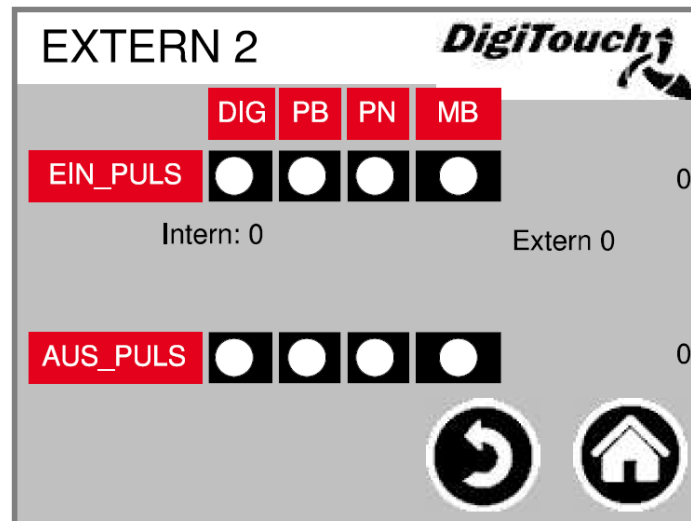 EXTERN 2
DigiTouch
DIG PB PN MB
EIN_PULS 0
Intern: 0 Extern 0
AUS_PULS 0